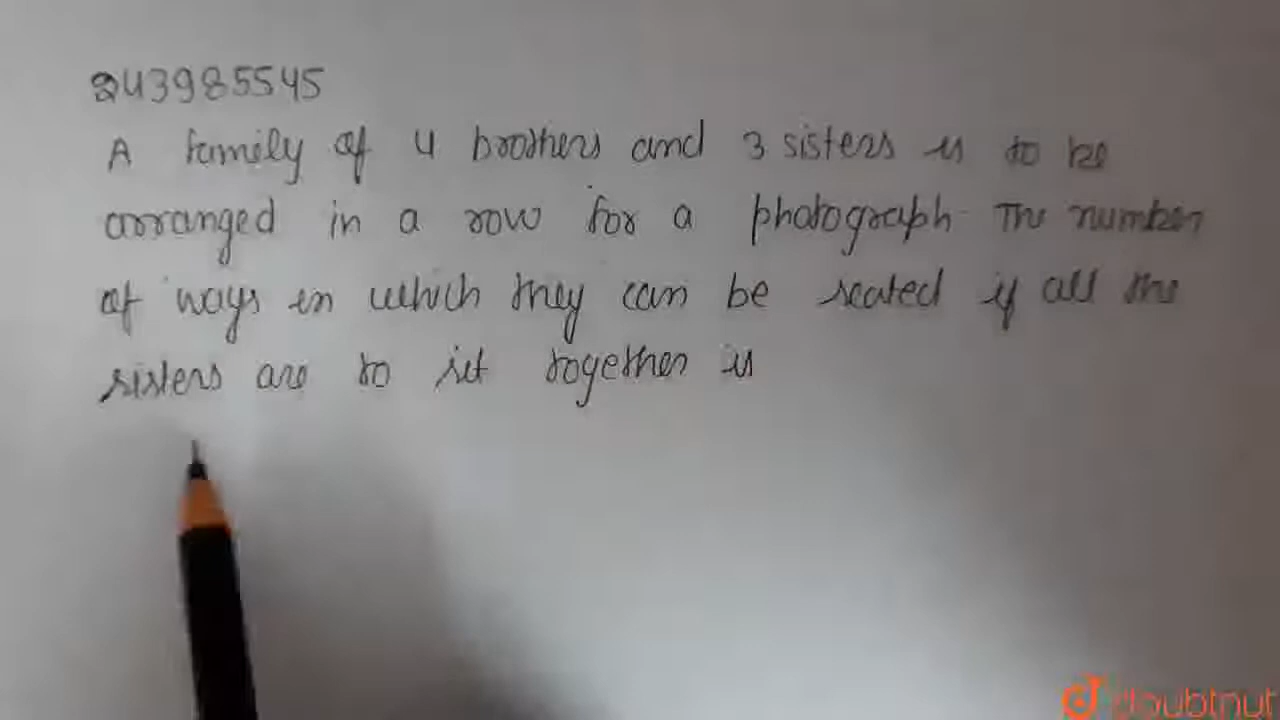 243985545
A family of 4 brothers and 3 sisters is to be
arranged in a row for a photograph. The number
of ways in which they can be seated if all the
sisters are to sit together is
doubtnut